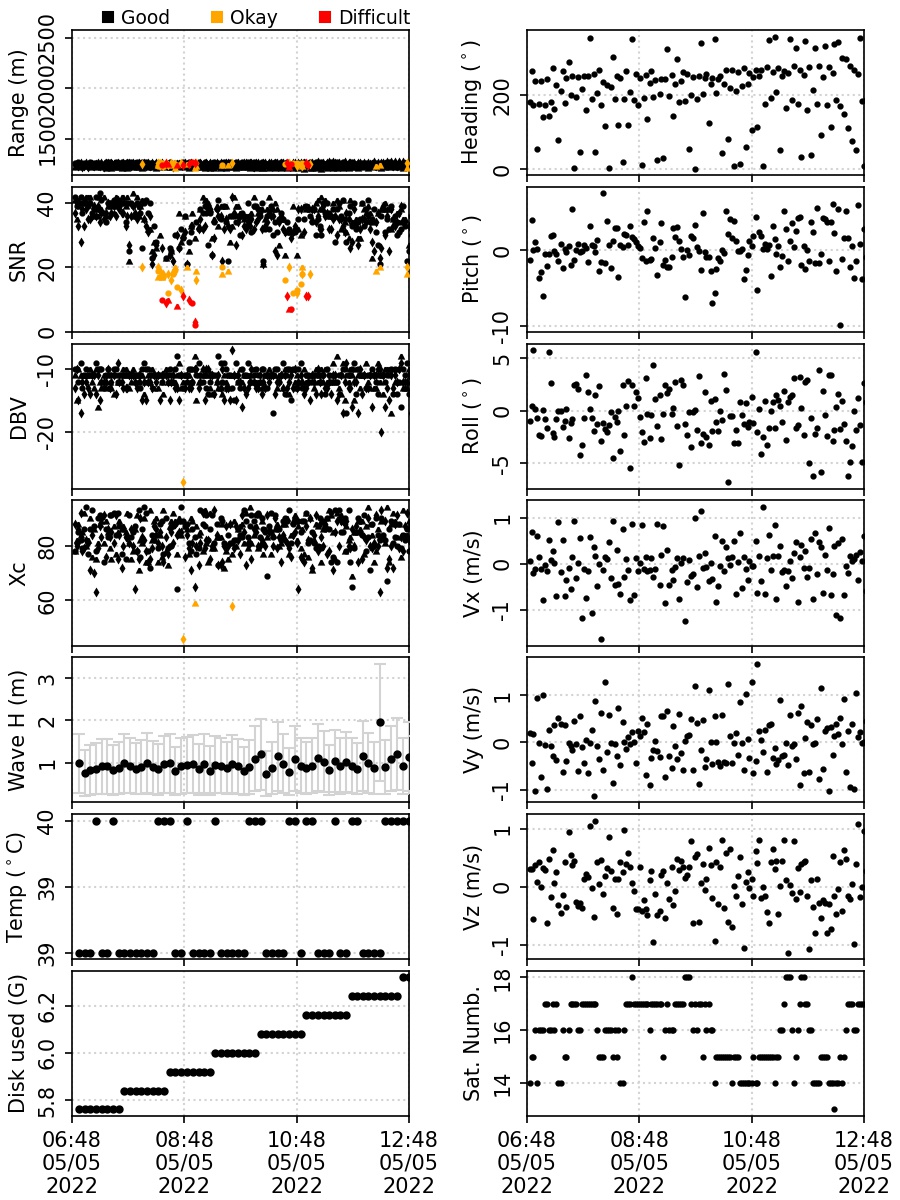 Good Okay Difficult
Range (m)
2500
2000
1500
SNR
40
20
0
DBV
-10
-20
Xc
80
60
Wave H (m)
3
2
1
Temp (°C)
40
39
39
Disk used (G)
6.2
6.0
5.8
06:48 08:48 10:48 12:48
05/05 05/05 05/05 05/05
2022 2022 2022 2022
Heading (°)
200
0
Pitch (°)
0
-10
Roll (°)
5
0
-5
Vx (m/s)
1
0
-1
Vy (m/s)
1
0
-1
Vz (m/s)
1
0
-1
Sat. Numb.
18
16
14
06:48 08:48 10:48 12:48
05/05 05/05 05/05 05/05
2022 2022 2022 2022